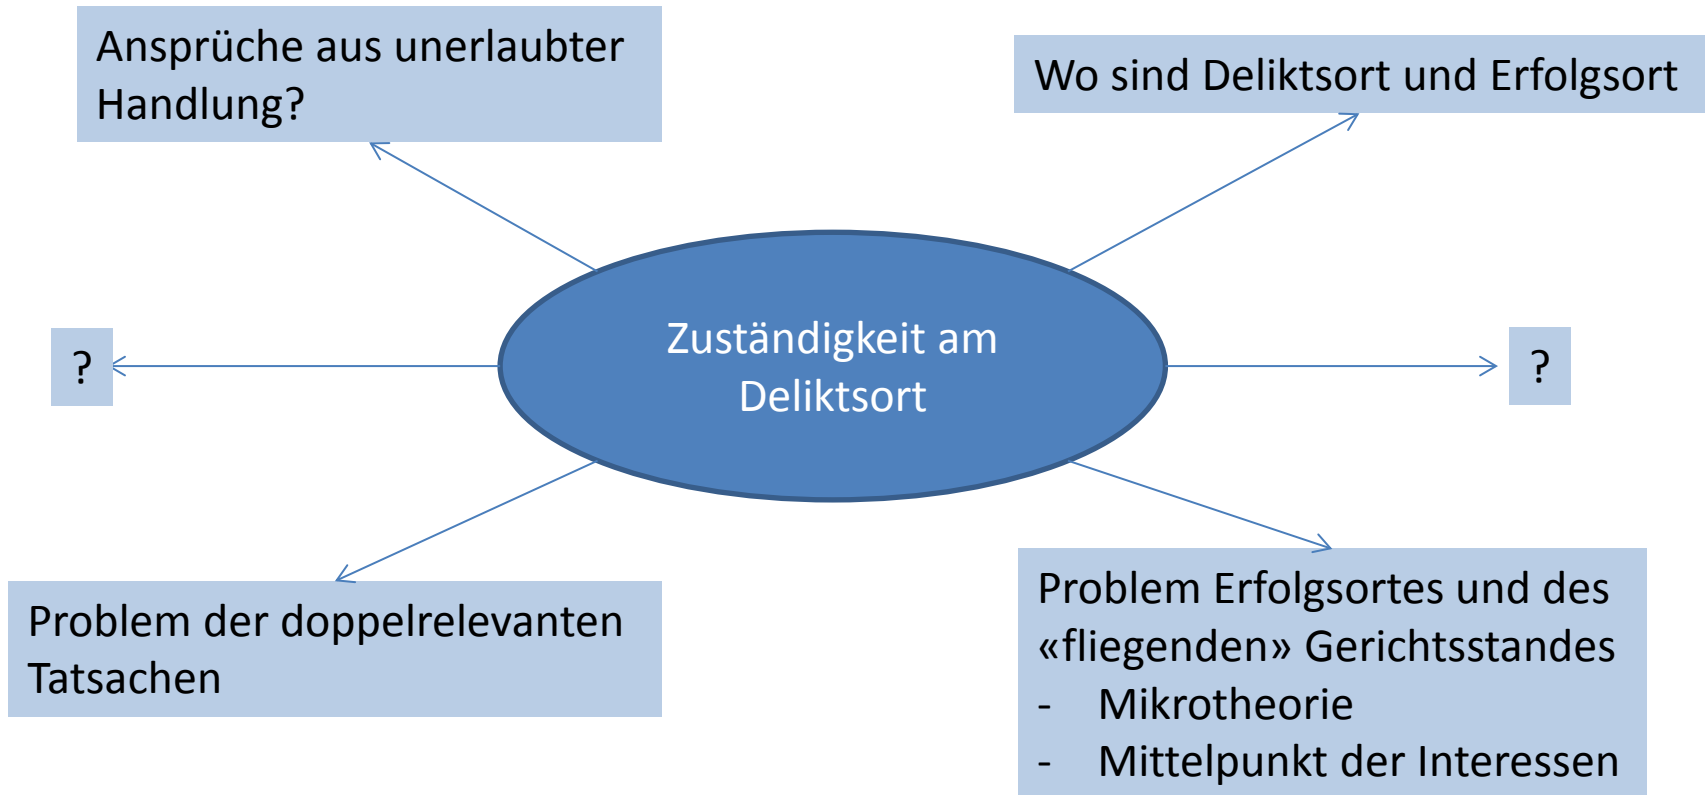 Ansprüche aus unerlaubter
Handlung?
Wo sind Deliktsort und Erfolgsort
?
Zuständigkeit am
Deliktsort
?
Problem der doppelrelevanten
Tatsachen
Problem Erfolgsortes und des
«fliegenden» Gerichtsstandes
- Mikrotheorie
- Mittelpunkt der Interessen